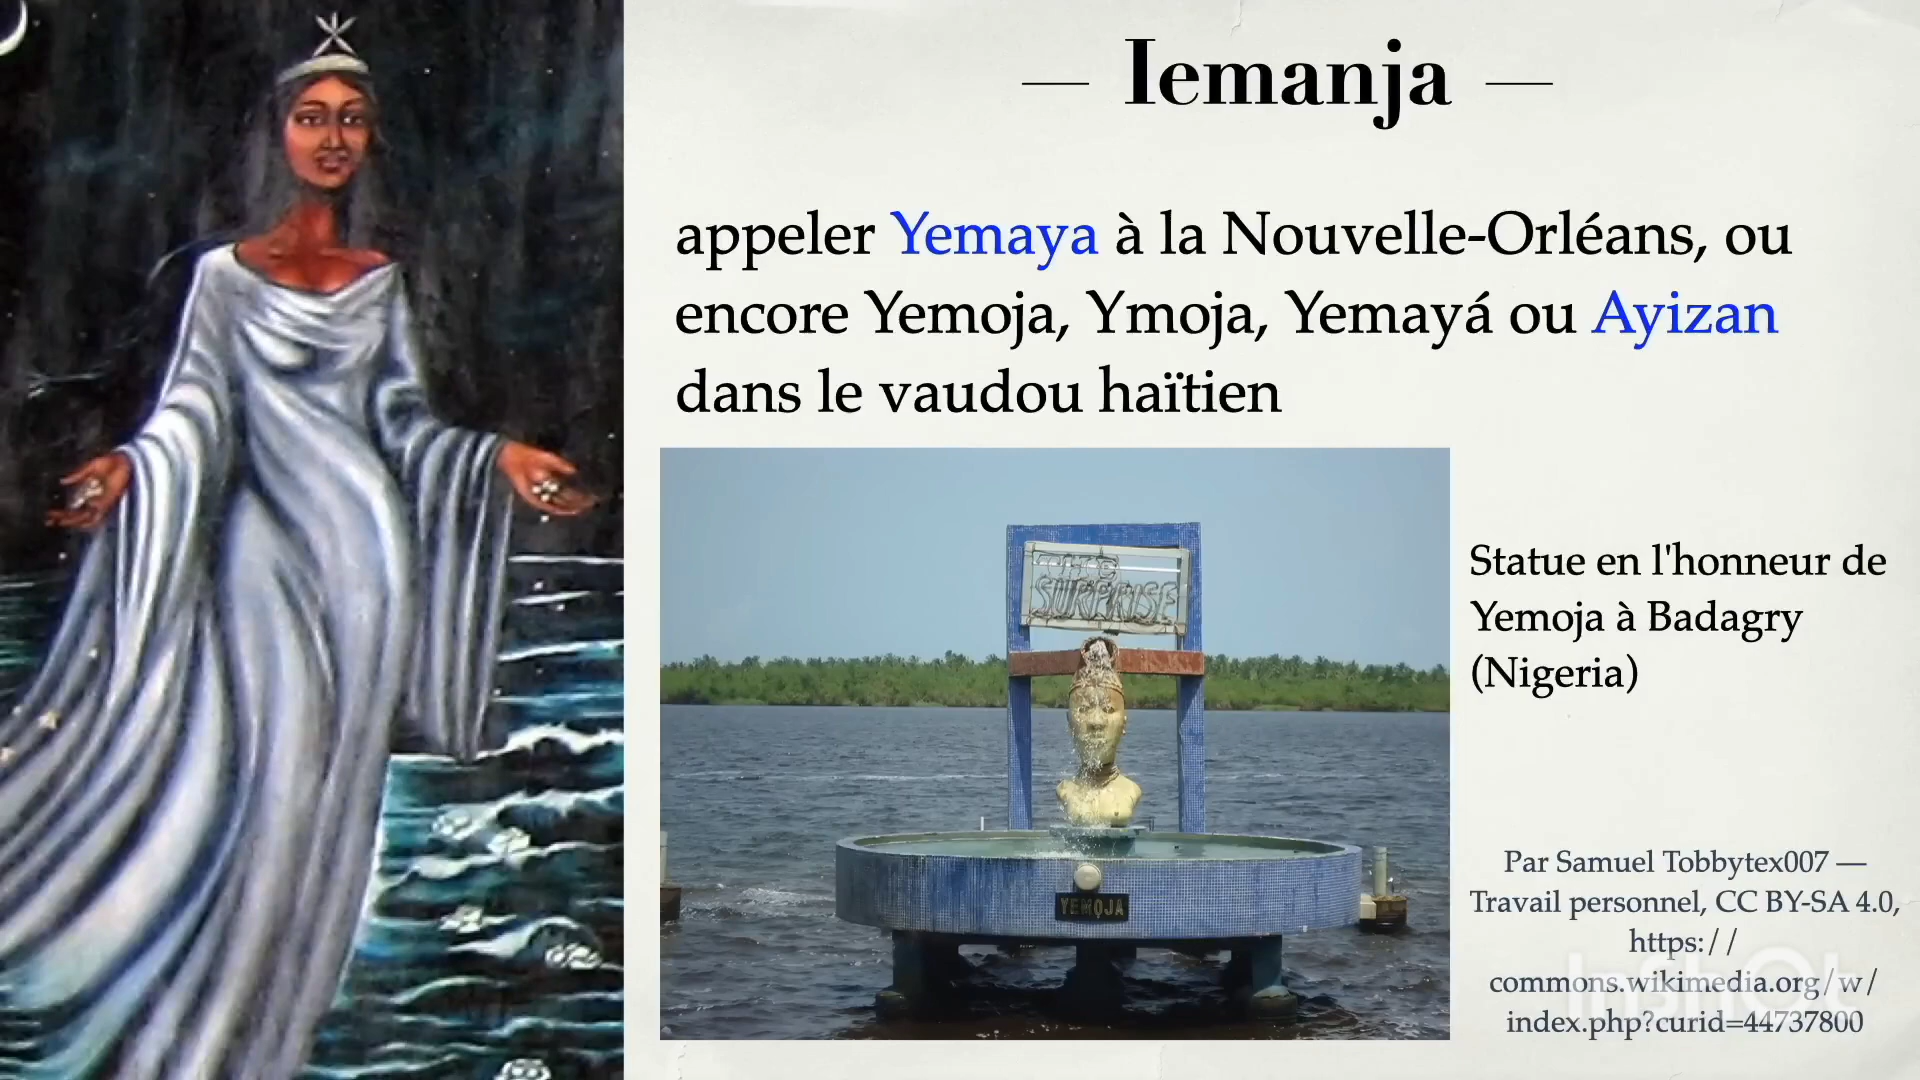 — Iemanja —
appeler Yemaya à la Nouvelle-Orléans, ou
encore Yemoja, Ymoja, Yemayá ou Ayizan
dans le vaudou haïtien
THE
SURPRISE
YEMOJA
Statue en l'honneur de
Yemoja à Badagry
(Nigeria)
Par Samuel Tobbytex007 —
Travail personnel, CC BY-SA 4.0,
https://
commons.wikimedia.org/w/
index.php?curid=44737800
InShOt